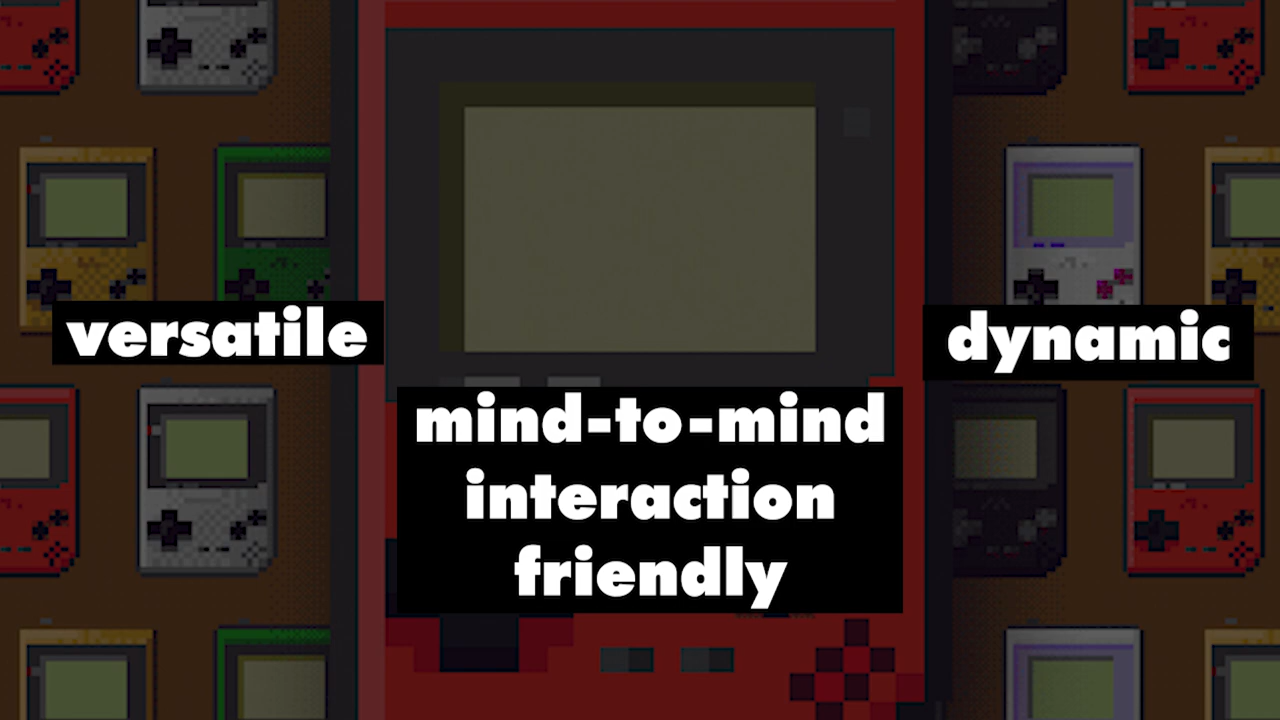 versatile
dynamic
mind-to-mind
interaction
friendly